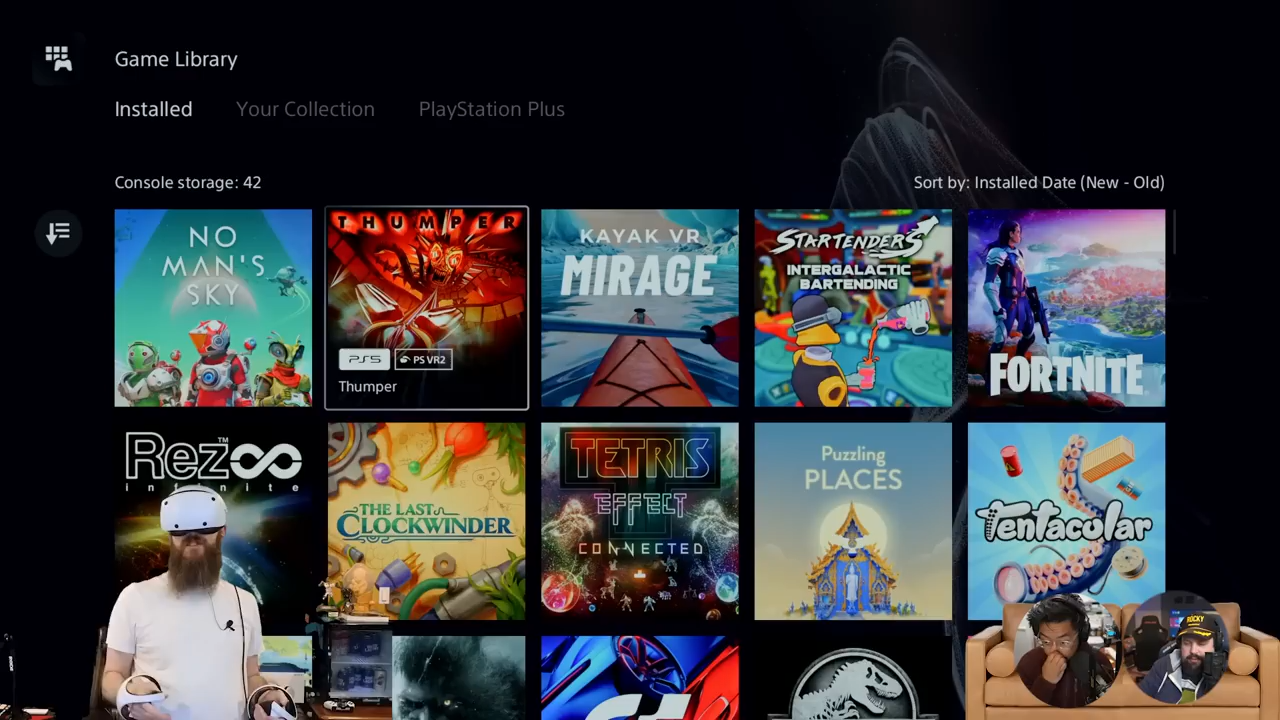 Game Library
Installed
Your Collection
PlayStation Plus
Console storage: 42
Sort by: Installed Date (New - Old)
NO
MAN'S
SKY
THUMPER
PS5
PS VR2
Thumper
KAYAK VR
MIRAGE
STARTENDERS
INTERGALACTIC
BARTENDING
FORTNITE
Rez∞™
infinite
THE LAST
CLOCKWINDER
TETRIS
EFFECT
CONNECTED
Puzzling
PLACES
Tentacular
ROCKY